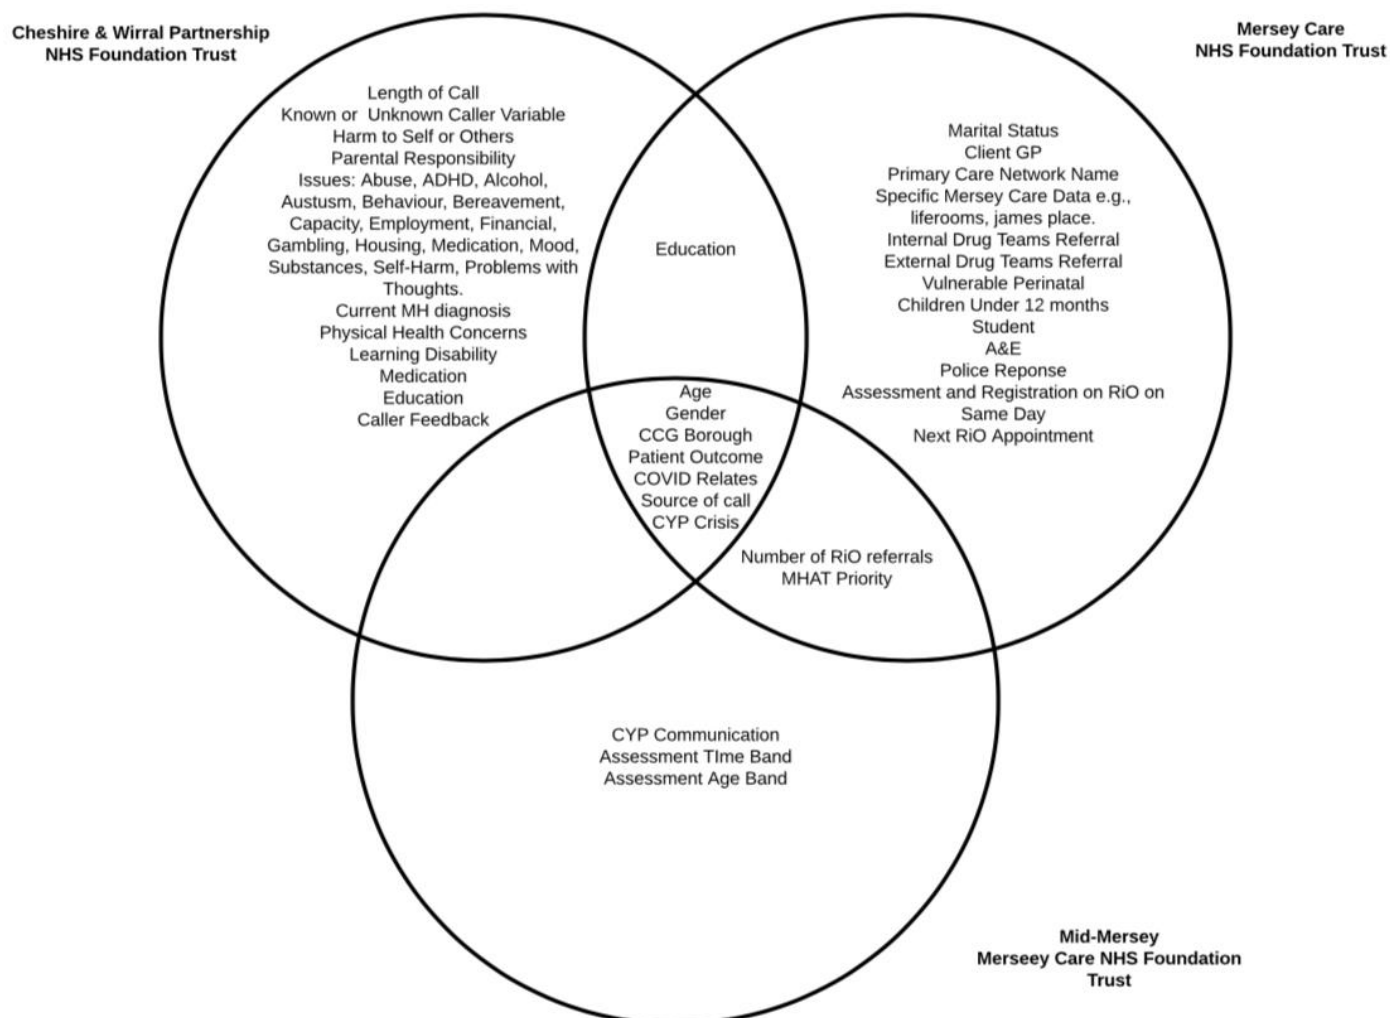 Cheshire & Wirral Partnership
NHS Foundation Trust
Mersey Care
NHS Foundation Trust
Length of Call
Known or Unknown Caller Variable
Harm to Self or Others
Parental Responsibility
Issues: Abuse, ADHD, Alcohol,
Austusm, Behaviour, Bereavement,
Capacity, Employment, Financial,
Gambling, Housing, Medication, Mood,
Substances, Self-Harm, Problems with
Thoughts.
Current MH diagnosis
Physical Health Concerns
Learning Disability
Medication
Education
Caller Feedback
Education
Marital Status
Client GP
Primary Care Network Name
Specific Mersey Care Data e.g.,
liferooms, james place.
Internal Drug Teams Referral
External Drug Teams Referral
Vulnerable Perinatal
Children Under 12 months
Student
A&E
Police Reponse
Assessment and Registration on RiO on
Same Day
Next RiO Appointment
Age
Gender
CCG Borough
Patient Outcome
COVID Relates
Source of call
CYP Crisis
Number of RiO referrals
MHAT Priority
CYP Communication
Assessment TIme Band
Assessment Age Band
Mid-Mersey
Merseey Care NHS Foundation
Trust